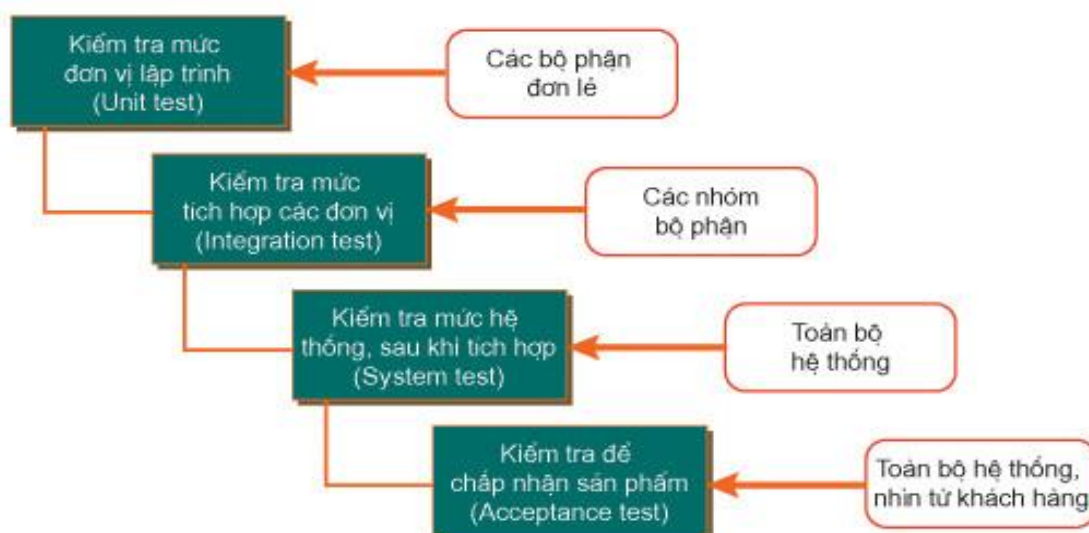 Kiểm tra mức
đơn vị lập trình
(Unit test)
Các bộ phận
đơn lẻ
Kiểm tra mức
tích hợp các đơn vị
(Integration test)
Các nhóm
bộ phận
Kiểm tra mức hệ
thống, sau khi tích hợp
(System test)
Toàn bộ
hệ thống
Kiểm tra để
chấp nhận sản phẩm
(Acceptance test)
Toàn bộ hệ thống,
nhìn từ khách hàng